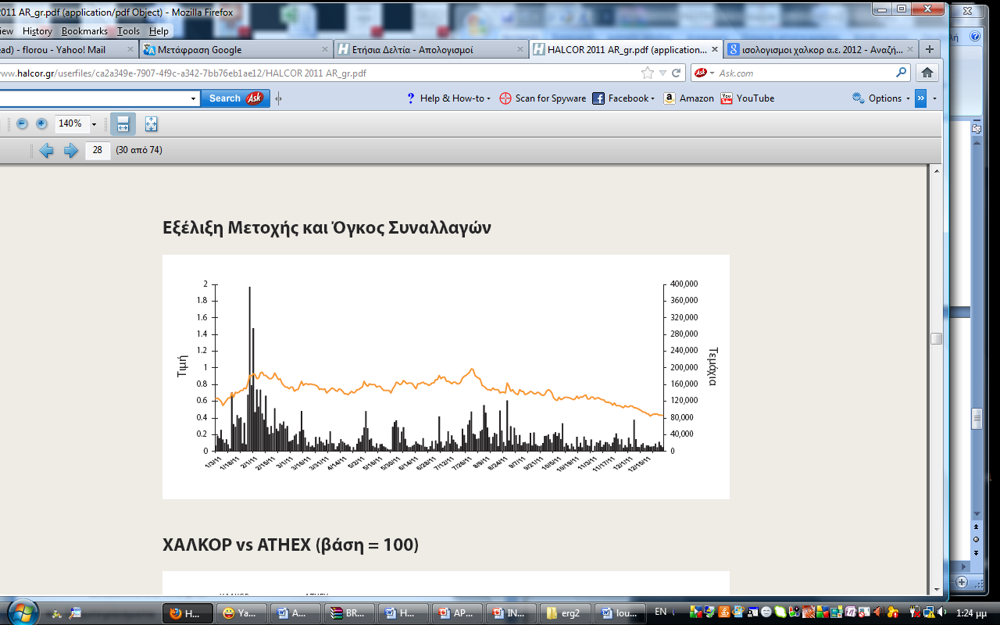 011 AR_gr.pdf (application/pdf Object) - Mozilla Firefox
iew History Bookmarks Tools Help
ead) - florou - Yahoo! Mail
Μετάφραση Google
Ετήσια Δελτία - Απολογισμοί
HALCOR 2011 AR_gr.pdf (application...
ισολογισμοι χαλκορ α.ε. 2012 - Αναζή...
ww.halcor.gr/userfiles/ca2a349e-7907-4f9c-a342-7bb76eb1ae12/HALCOR 2011 AR_gr.pdf
Ask Ask.com
Search Ask
Help & How-to
Scan for Spyware
Facebook
Amazon
YouTube
Options
140%
28 (30 από 74)
Εξέλιξη Μετοχής και Όγκος Συναλλαγών
2 400,000
1.8 360,000
1.6 320,000
1.4 280,000
1.2 240,000
1 200,000
0.8 160,000
0.6 120,000
0.4 80,000
0.2 40,000
0 0
Τιμή
Τεμάχια
1/3/11 1/18/11 2/1/11 2/15/11 3/1/11 3/16/11 3/31/11 4/14/11 5/2/11 5/16/11 5/30/11 6/14/11 6/28/11 7/12/11 7/26/11 8/9/11 8/24/11 9/7/11 9/21/11 10/5/11 10/19/11 11/3/11 11/17/11 12/1/11 12/15/11
ΧΑΛΚΟΡ vs ATHEX (βάση = 100)
H...
Ya...
A...
BR...
H...
AP...
IN...
erg2
lou...
EN
1:24 μμ